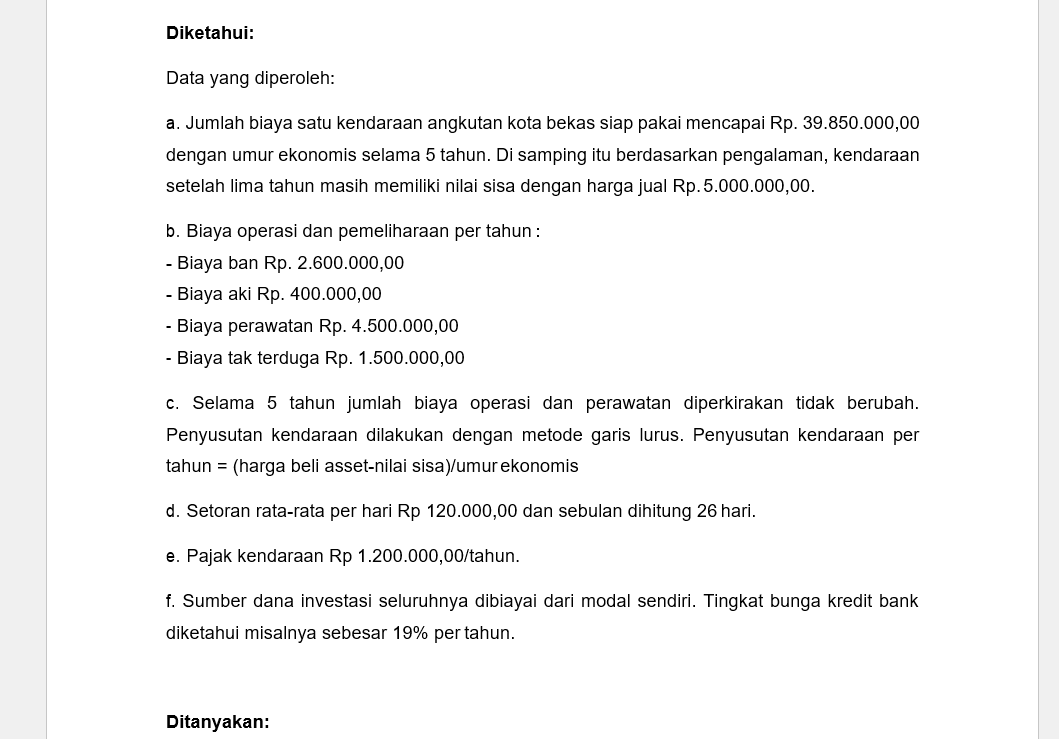 Diketahui:
Data yang diperoleh:
a. Jumlah biaya satu kendaraan angkutan kota bekas siap pakai mencapai Rp. 39.850.000,00
dengan umur ekonomis selama 5 tahun. Di samping itu berdasarkan pengalaman, kendaraan
setelah lima tahun masih memiliki nilai sisa dengan harga jual Rp.5.000.000,00.
b. Biaya operasi dan pemeliharaan per tahun :
- Biaya ban Rp. 2.600.000,00
- Biaya aki Rp. 400.000,00
- Biaya perawatan Rp. 4.500.000,00
- Biaya tak terduga Rp. 1.500.000,00
c. Selama 5 tahun jumlah biaya operasi dan perawatan diperkirakan tidak berubah.
Penyusutan kendaraan dilakukan dengan metode garis lurus. Penyusutan kendaraan per
tahun = (harga beli asset-nilai sisa)/umur ekonomis
d. Setoran rata-rata per hari Rp 120.000,00 dan sebulan dihitung 26 hari.
e. Pajak kendaraan Rp 1.200.000,00/tahun.
f. Sumber dana investasi seluruhnya dibiayai dari modal sendiri. Tingkat bunga kredit bank
diketahui misalnya sebesar 19% per tahun.
Ditanyakan: